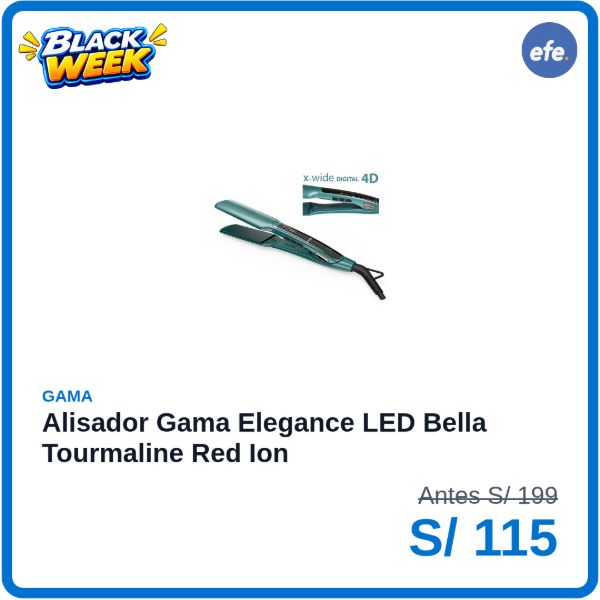 BLACK
WEEK
efe.
x-wide DIGITAL 4D
GAMA
Alisador Gama Elegance LED Bella
Tourmaline Red Ion
Antes S/ 199
S/ 115